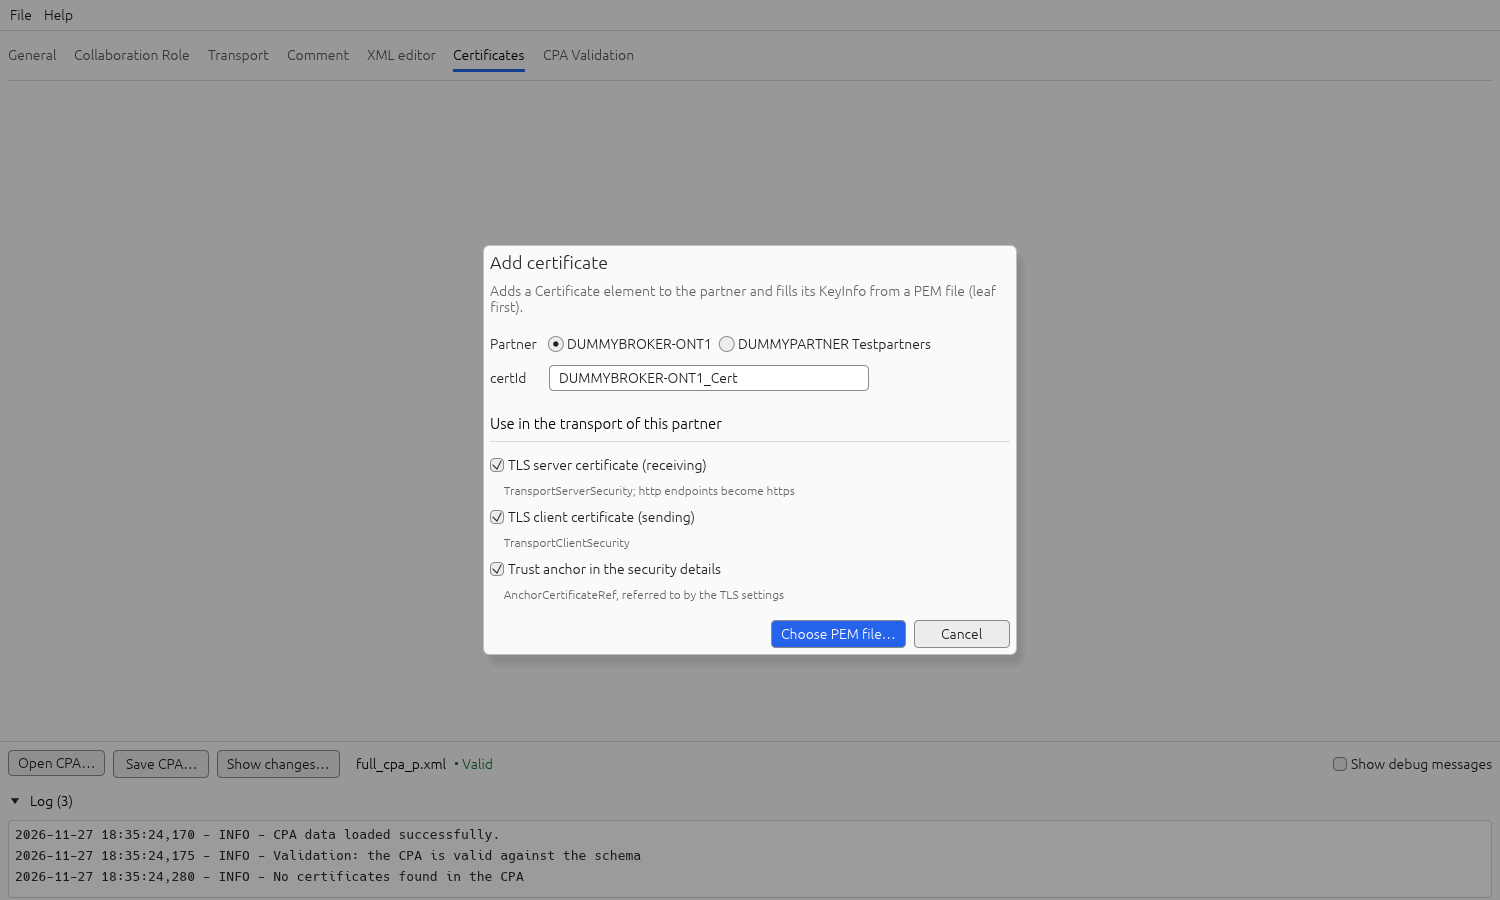 File Help
General Collaboration Role Transport Comment XML editor Certificates CPA Validation
Add certificate
Adds a Certificate element to the partner and fills its KeyInfo from a PEM file (leaf
first).
Partner DUMMYBROKER-ONT1 DUMMYPARTNER Testpartners
certId DUMMYBROKER-ONT1_Cert
Use in the transport of this partner
TLS server certificate (receiving)
TransportServerSecurity; http endpoints become https
TLS client certificate (sending)
TransportClientSecurity
Trust anchor in the security details
AnchorCertificateRef, referred to by the TLS settings
Choose PEM file... Cancel
Open CPA... Save CPA... Show changes... full_cpa_p.xml • Valid Show debug messages
Log (3)
2026-11-27 18:35:24,170 - INFO - CPA data loaded successfully.
2026-11-27 18:35:24,175 - INFO - Validation: the CPA is valid against the schema
2026-11-27 18:35:24,280 - INFO - No certificates found in the CPA